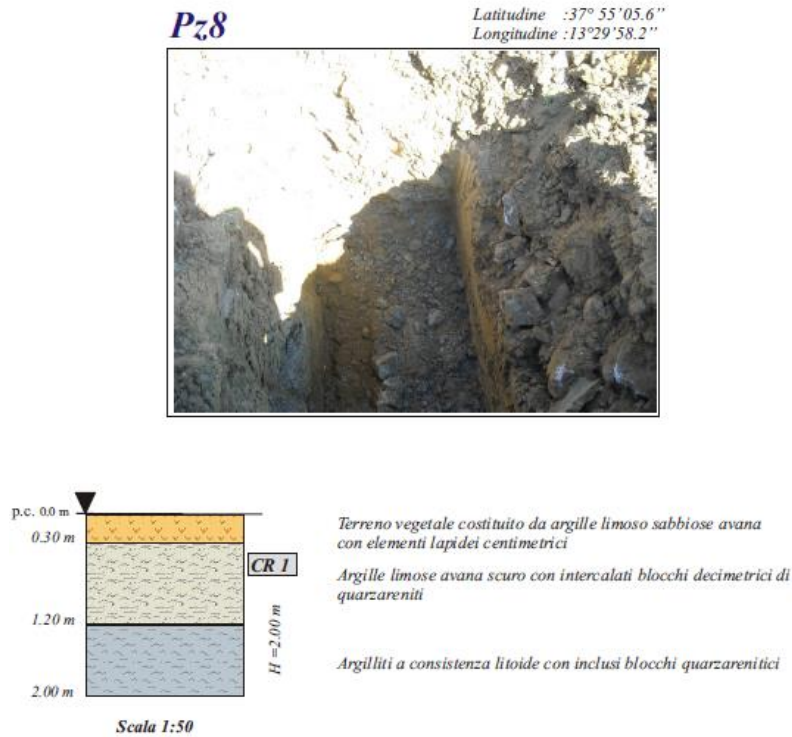 Pz8
Latitudine :37° 55'05.6''
Longitudine :13°29'58.2''
p.c. 0.0 m
0.30 m
CR 1
1.20 m
H =2.00 m
2.00 m
Terreno vegetale costituito da argille limoso sabbiose avana
con elementi lapidei centimetrici
Argille limose avana scuro con intercalati blocchi decimetrici di
quarzareniti
Argilliti a consistenza litoide con inclusi blocchi quarzarenitici
Scala 1:50